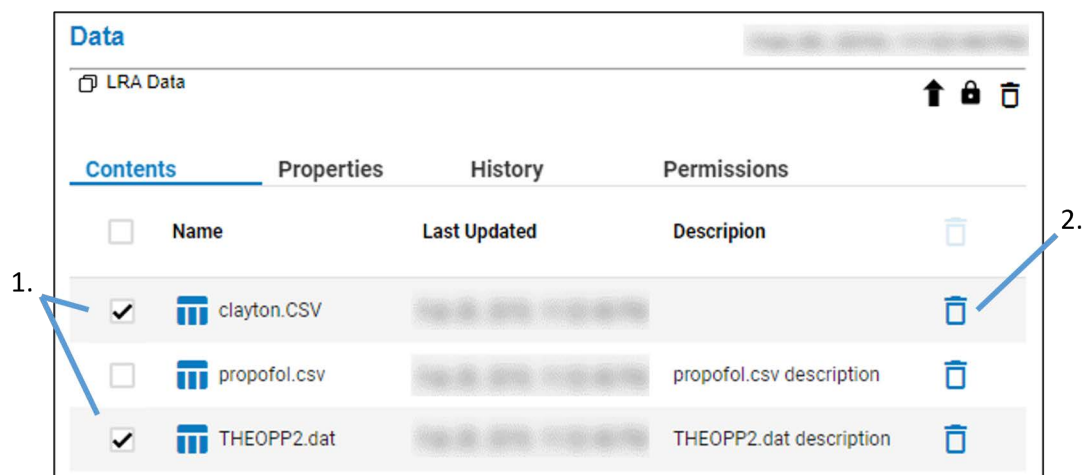 Data
LRA Data
Contents Properties History Permissions
Name Last Updated Descripion
2.
1.
clayton.CSV
propofol.csv propofol.csv description
THEOPP2.dat THEOPP2.dat description